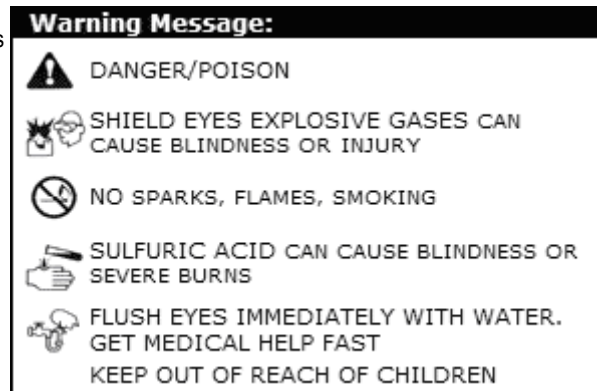 s
Warning Message:
DANGER/POISON
SHIELD EYES EXPLOSIVE GASES CAN
CAUSE BLINDNESS OR INJURY
NO SPARKS, FLAMES, SMOKING
SULFURIC ACID CAN CAUSE BLINDNESS OR
SEVERE BURNS
FLUSH EYES IMMEDIATELY WITH WATER.
GET MEDICAL HELP FAST
KEEP OUT OF REACH OF CHILDREN